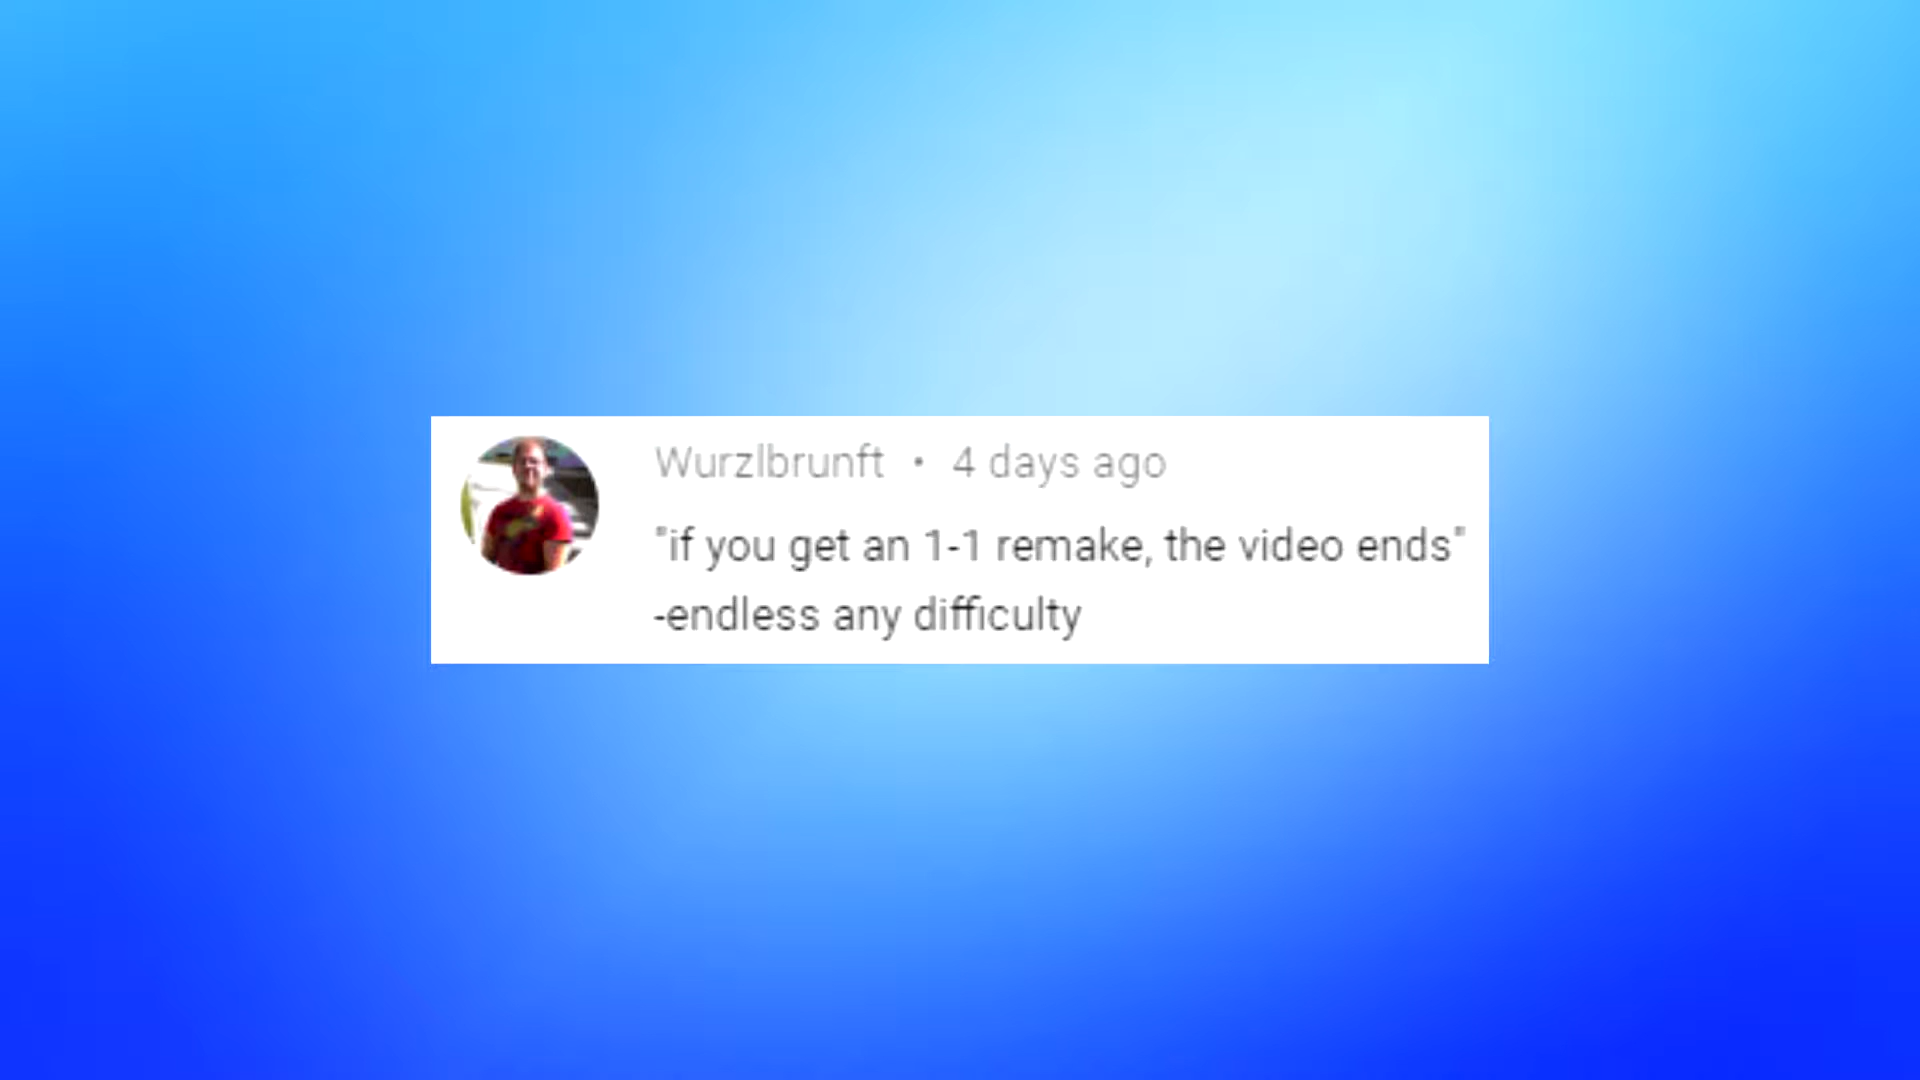 Wurzlbrunft • 4 days ago
"if you get an 1-1 remake, the video ends"
-endless any difficulty